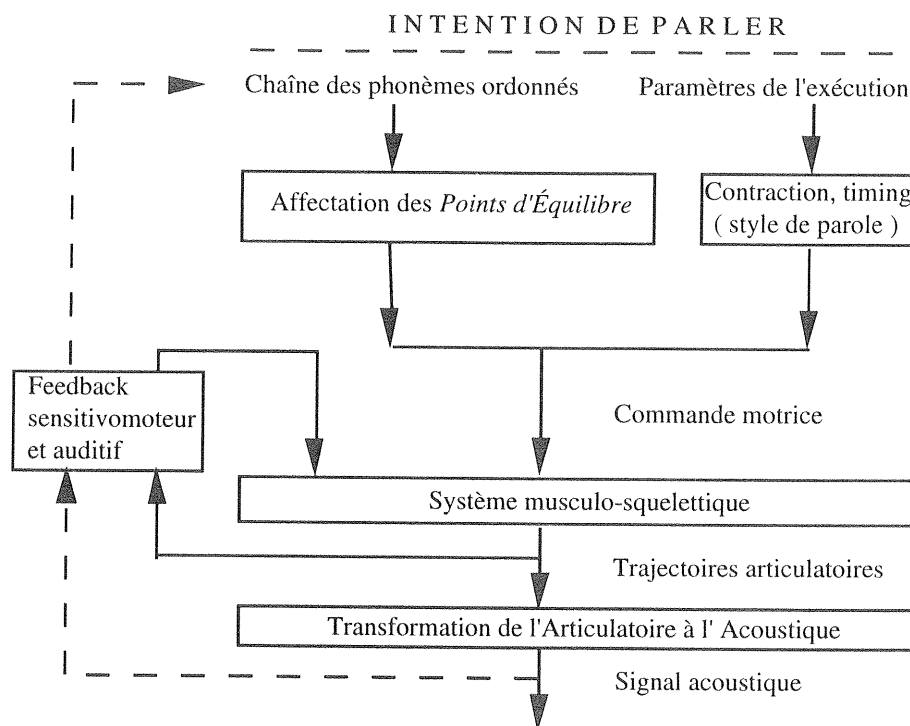 INTENTION DE PARLER
Chaîne des phonèmes ordonnés
Paramètres de l'exécution
Affectation des Points d'Équilibre
Contraction, timing
( style de parole )
Feedback
sensitivomoteur
et auditif
Commande motrice
Système musculo-squelettique
Trajectoires articulatoires
Transformation de l'Articulatoire à l' Acoustique
Signal acoustique